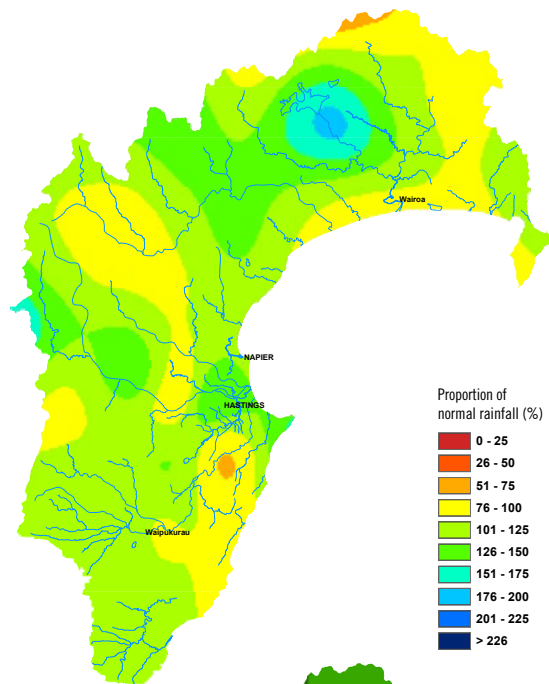 Wairoa
NAPIER
HASTINGS
Waipukurau
Proportion of
normal rainfall (%)
0 - 25
26 - 50
51 - 75
76 - 100
101 - 125
126 - 150
151 - 175
176 - 200
201 - 225
> 226